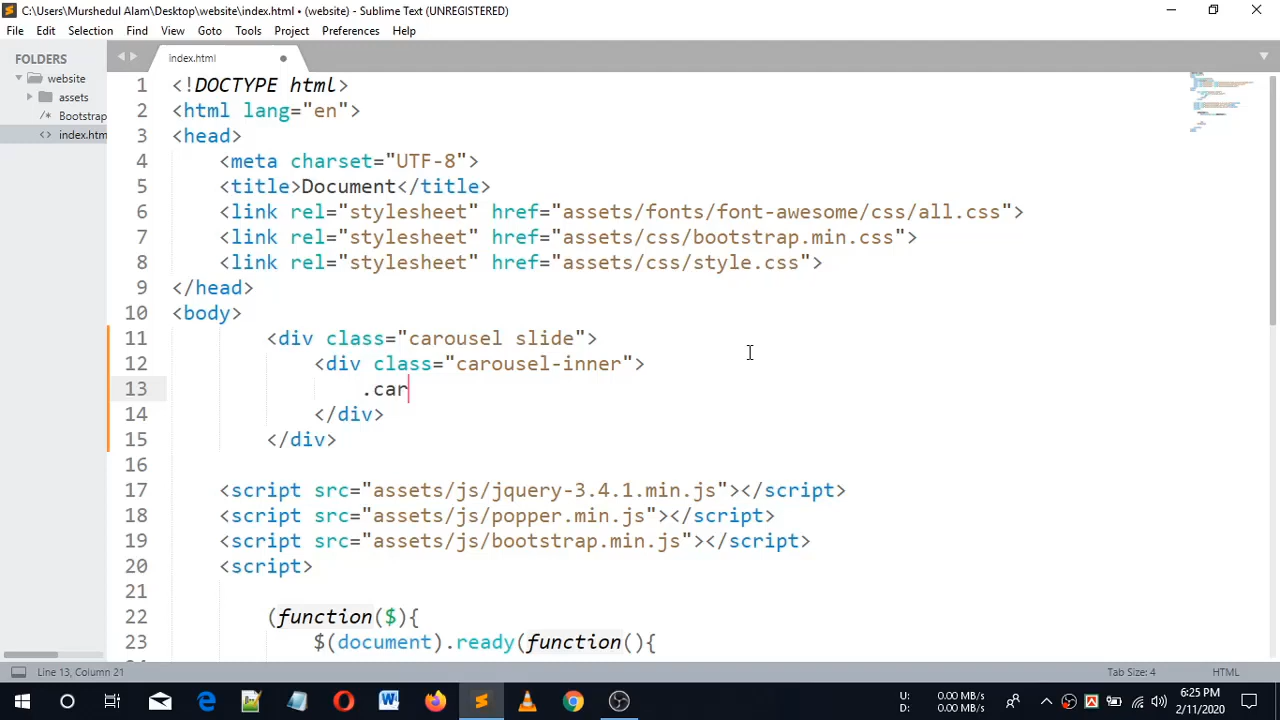 C:\Users\Murshedul Alam\Desktop\website\index.html • (website) - Sublime Text (UNREGISTERED)
File Edit Selection Find View Goto Tools Project Preferences Help
FOLDERS
website
assets
Bootstrap
index.htm
index.html
1 <!DOCTYPE html>
2 <html lang="en">
3 <head>
4 <meta charset="UTF-8">
5 <title>Document</title>
6 <link rel="stylesheet" href="assets/fonts/font-awesome/css/all.css">
7 <link rel="stylesheet" href="assets/css/bootstrap.min.css">
8 <link rel="stylesheet" href="assets/css/style.css">
9 </head>
10 <body>
11 <div class="carousel slide">
12 <div class="carousel-inner">
13 .car
14 </div>
15 </div>
16
17 <script src="assets/js/jquery-3.4.1.min.js"></script>
18 <script src="assets/js/popper.min.js"></script>
19 <script src="assets/js/bootstrap.min.js"></script>
20 <script>
21
22 (function($){
23 $(document).ready(function(){
Line 13, Column 21
Tab Size: 4
HTML
U: 0.00 MB/s
D: 0.00 MB/s
6:25 PM
2/11/2020